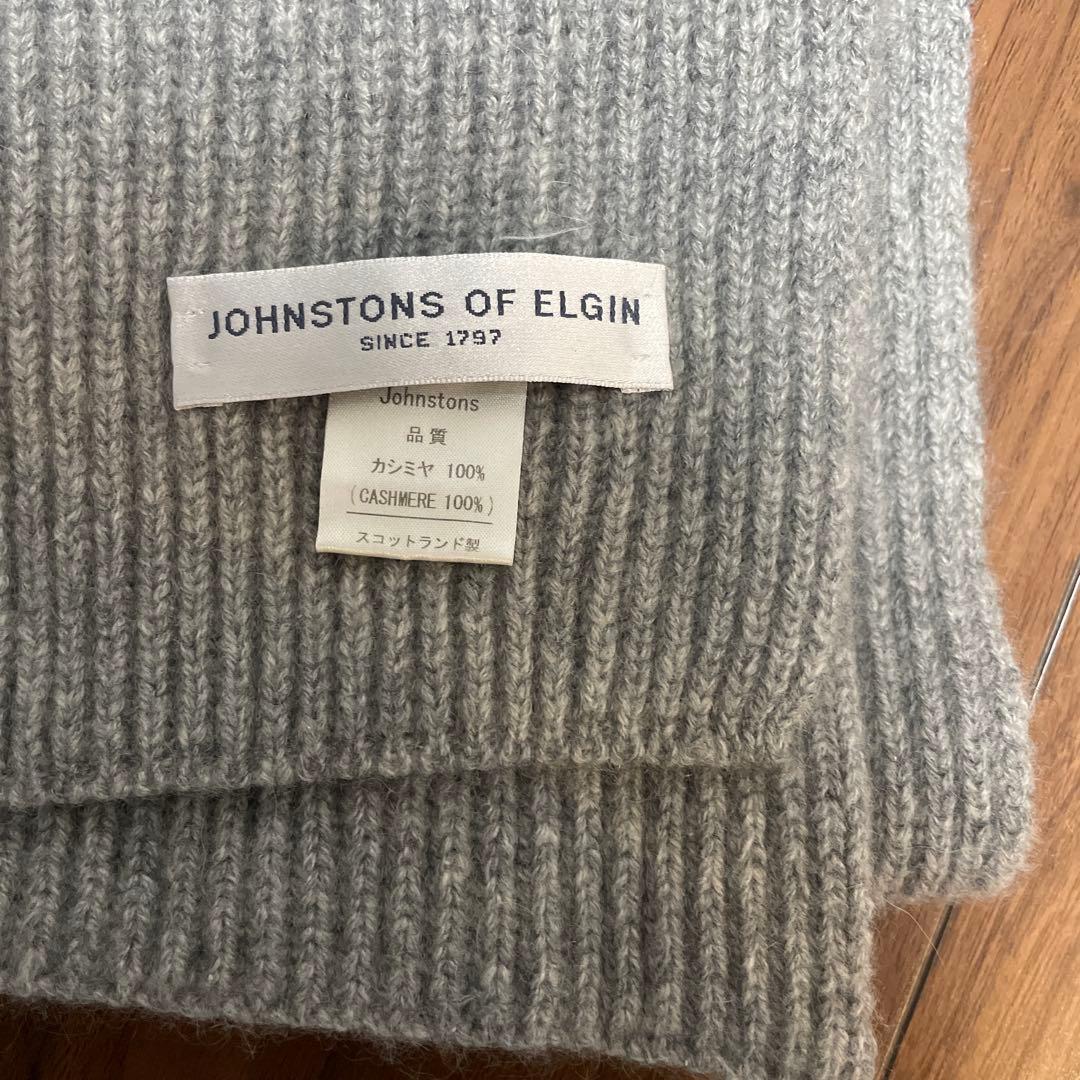 JOHNSTONS OF ELGIN
SINCE 1797
Johnstons
品質
カシミヤ 100%
(CASHMERE 100%)
スコットランド製